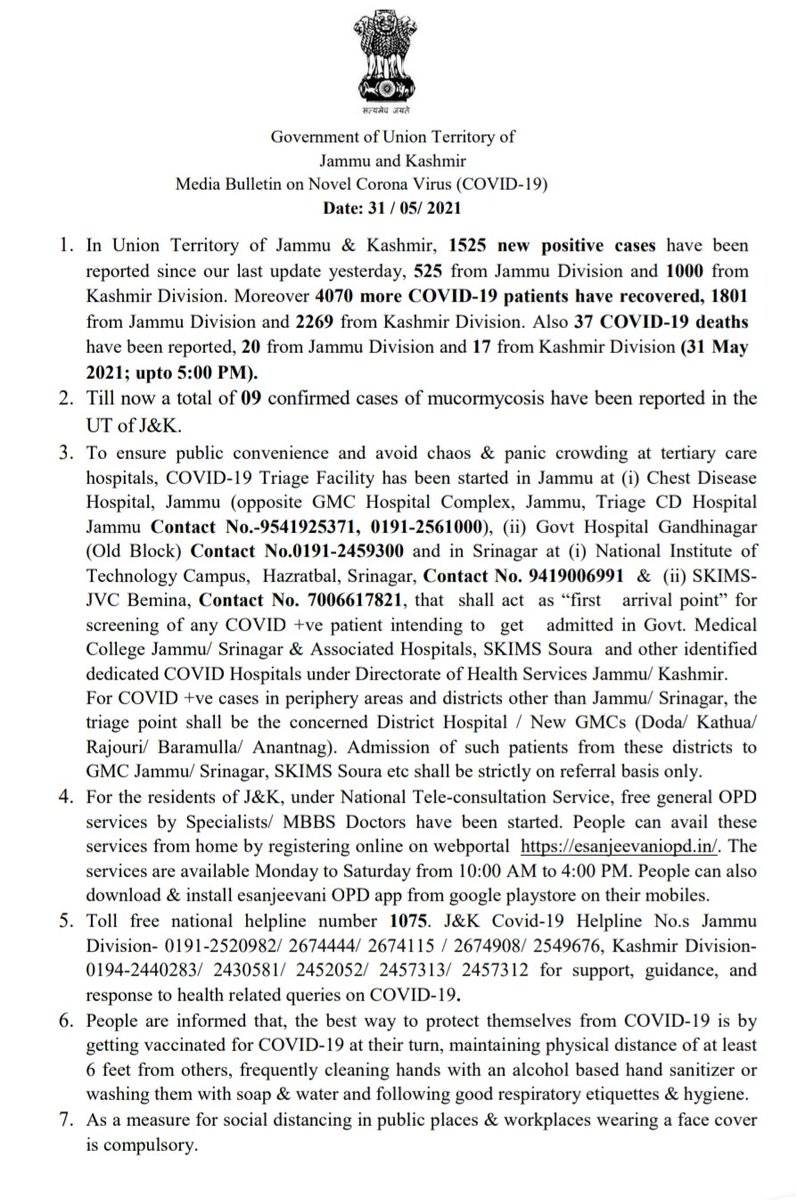 सत्यमेव जयते
Government of Union Territory of
Jammu and Kashmir
Media Bulletin on Novel Corona Virus (COVID-19)
Date: 31 / 05/ 2021
1. In Union Territory of Jammu & Kashmir, 1525 new positive cases have been
reported since our last update yesterday, 525 from Jammu Division and 1000 from
Kashmir Division. Moreover 4070 more COVID-19 patients have recovered, 1801
from Jammu Division and 2269 from Kashmir Division. Also 37 COVID-19 deaths
have been reported, 20 from Jammu Division and 17 from Kashmir Division (31 May
2021; upto 5:00 PM).
2. Till now a total of 09 confirmed cases of mucormycosis have been reported in the
UT of J&K.
3. To ensure public convenience and avoid chaos & panic crowding at tertiary care
hospitals, COVID-19 Triage Facility has been started in Jammu at (i) Chest Disease
Hospital, Jammu (opposite GMC Hospital Complex, Jammu, Triage CD Hospital
Jammu Contact No.-9541925371, 0191-2561000), (ii) Govt Hospital Gandhinagar
(Old Block) Contact No.0191-2459300 and in Srinagar at (i) National Institute of
Technology Campus, Hazratbal, Srinagar, Contact No. 9419006991 & (ii) SKIMS-
JVC Bemina, Contact No. 7006617821, that shall act as “first arrival point” for
screening of any COVID +ve patient intending to get admitted in Govt. Medical
College Jammu/ Srinagar & Associated Hospitals, SKIMS Soura and other identified
dedicated COVID Hospitals under Directorate of Health Services Jammu/ Kashmir.
For COVID +ve cases in periphery areas and districts other than Jammu/ Srinagar, the
triage point shall be the concerned District Hospital / New GMCs (Doda/ Kathua/
Rajouri/ Baramulla/ Anantnag). Admission of such patients from these districts to
GMC Jammu/ Srinagar, SKIMS Soura etc shall be strictly on referral basis only.
4. For the residents of J&K, under National Tele-consultation Service, free general OPD
services by Specialists/ MBBS Doctors have been started. People can avail these
services from home by registering online on webportal https://esanjeevaniopd.in/. The
services are available Monday to Saturday from 10:00 AM to 4:00 PM. People can also
download & install esanjeevani OPD app from google playstore on their mobiles.
5. Toll free national helpline number 1075. J&K Covid-19 Helpline No.s Jammu
Division- 0191-2520982/ 2674444/ 2674115 / 2674908/ 2549676, Kashmir Division-
0194-2440283/ 2430581/ 2452052/ 2457313/ 2457312 for support, guidance, and
response to health related queries on COVID-19.
6. People are informed that, the best way to protect themselves from COVID-19 is by
getting vaccinated for COVID-19 at their turn, maintaining physical distance of at least
6 feet from others, frequently cleaning hands with an alcohol based hand sanitizer or
washing them with soap & water and following good respiratory etiquettes & hygiene.
7. As a measure for social distancing in public places & workplaces wearing a face cover
is compulsory.